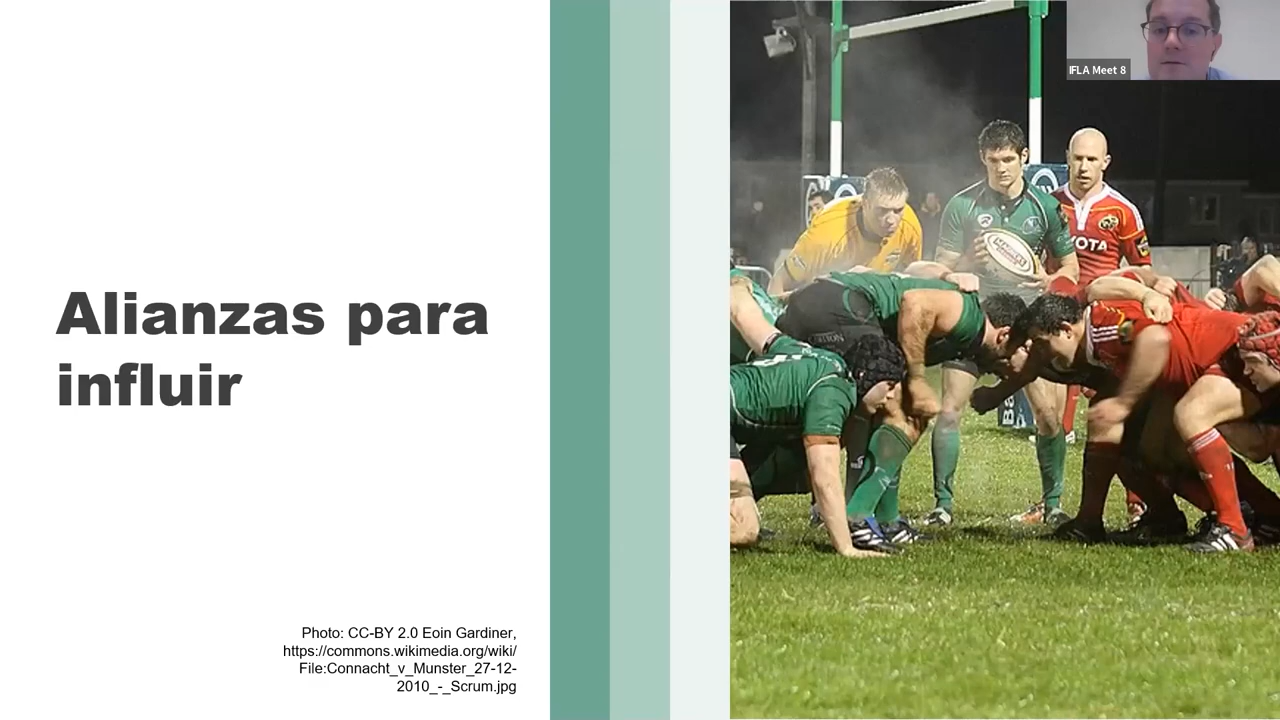 IFLA Meet 8
Alianzas para
influir
YOTA
Photo: CC-BY 2.0 Eoin Gardiner,
https://commons.wikimedia.org/wiki/
File:Connacht_v_Munster_27-12-
2010_-_Scrum.jpg